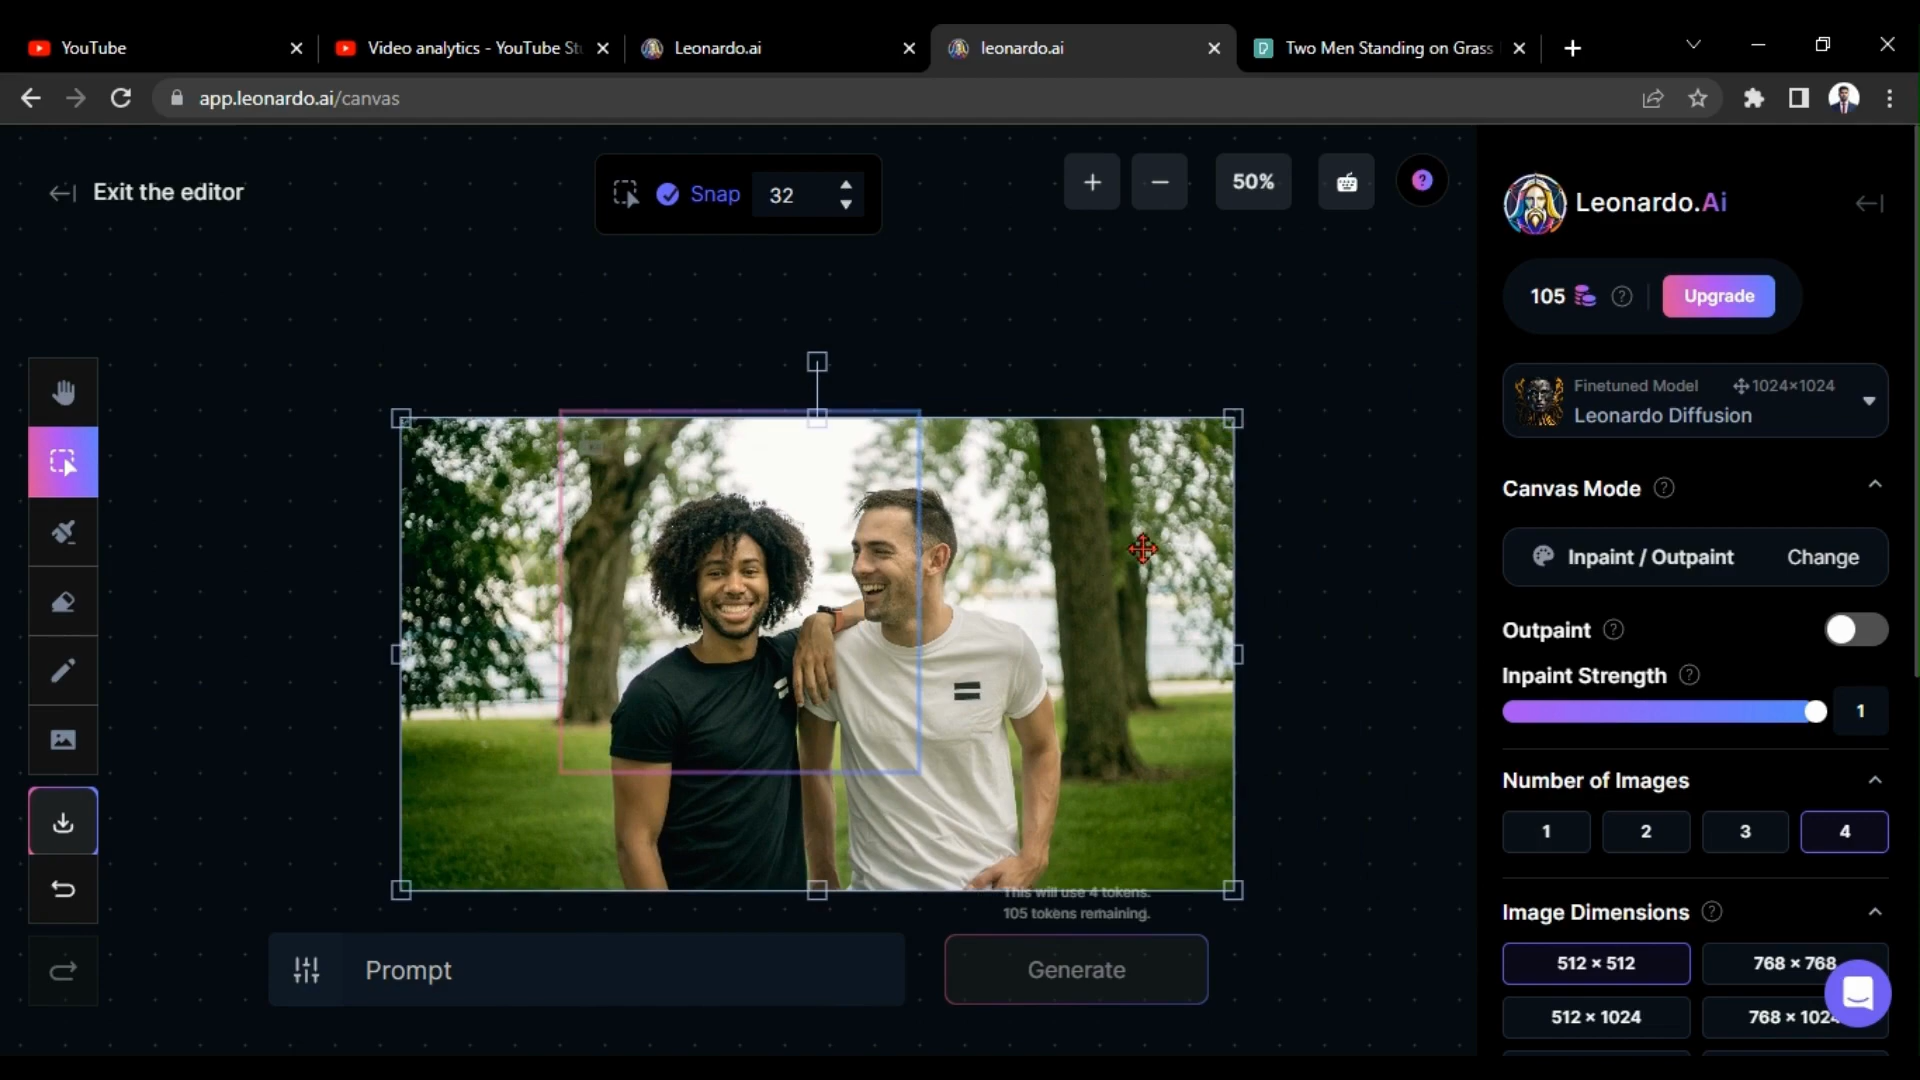 YouTube
Video analytics - YouTube St
Leonardo.ai
leonardo.ai
Two Men Standing on Grass
app.leonardo.ai/canvas
Exit the editor
Snap 32
50%
Leonardo.Ai
105
Upgrade
Finetuned Model 1024×1024
Leonardo Diffusion
Canvas Mode
Inpaint / Outpaint Change
Outpaint
Inpaint Strength
1
Number of Images
1 2 3 4
Image Dimensions
512 × 512 768 × 768
512 × 1024 768 × 1024
This will use 4 tokens.
105 tokens remaining.
Prompt
Generate